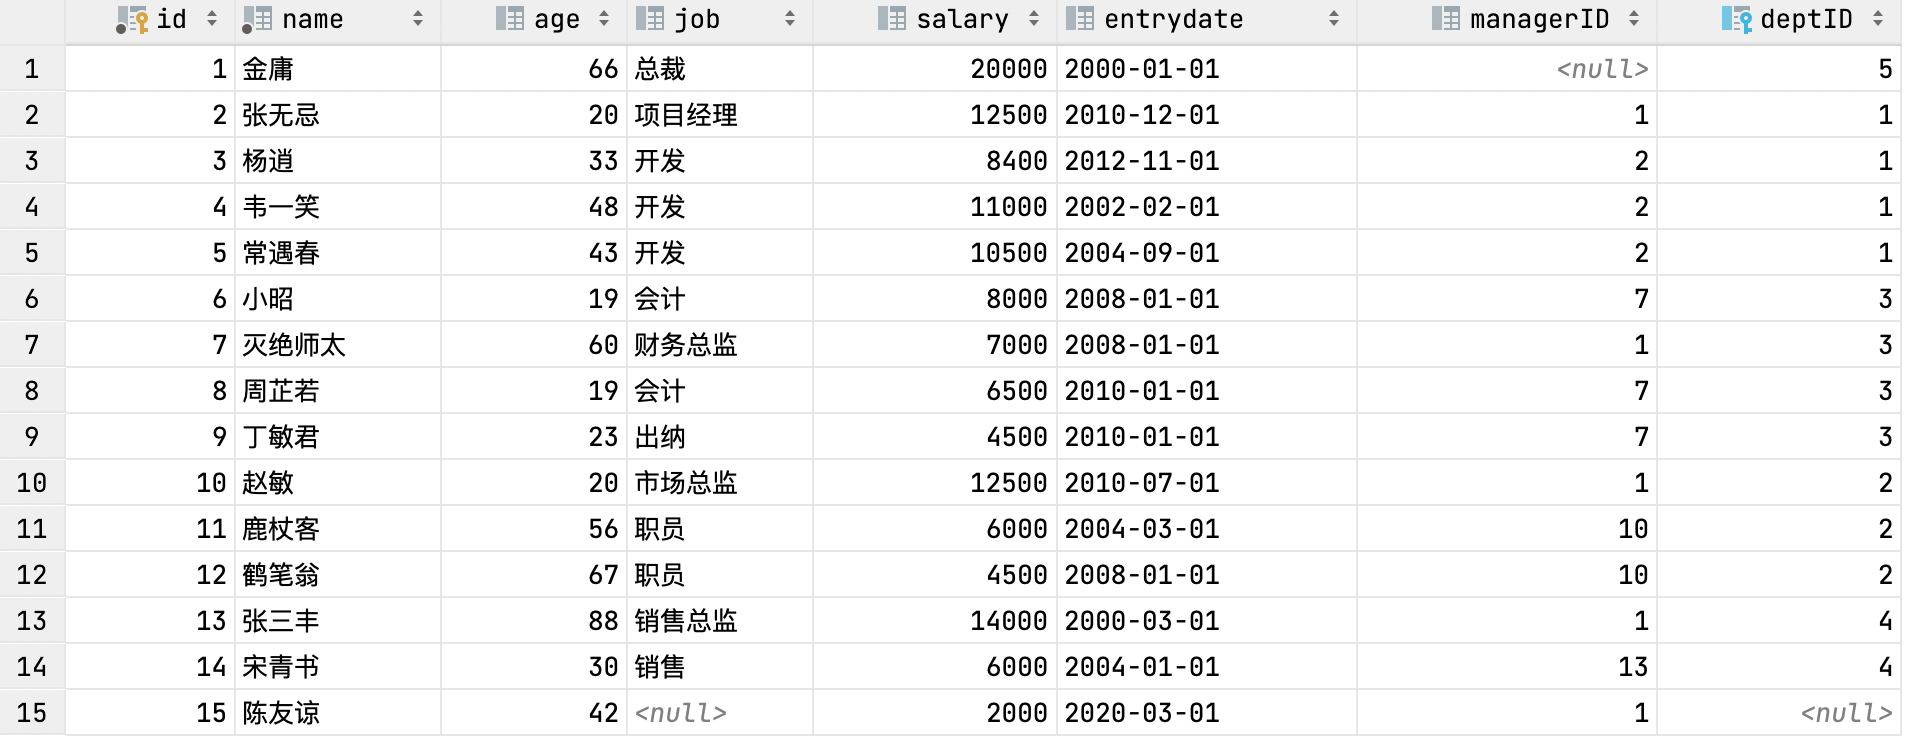 id name age job salary entrydate managerID deptID
1 1 金庸 66 总裁 20000 2000-01-01 <null> 5
2 2 张无忌 20 项目经理 12500 2010-12-01 1 1
3 3 杨逍 33 开发 8400 2012-11-01 2 1
4 4 韦一笑 48 开发 11000 2002-02-01 2 1
5 5 常遇春 43 开发 10500 2004-09-01 2 1
6 6 小昭 19 会计 8000 2008-01-01 7 3
7 7 灭绝师太 60 财务总监 7000 2008-01-01 1 3
8 8 周芷若 19 会计 6500 2010-01-01 7 3
9 9 丁敏君 23 出纳 4500 2010-01-01 7 3
10 10 赵敏 20 市场总监 12500 2010-07-01 1 2
11 11 鹿杖客 56 职员 6000 2004-03-01 10 2
12 12 鹤笔翁 67 职员 4500 2008-01-01 10 2
13 13 张三丰 88 销售总监 14000 2000-03-01 1 4
14 14 宋青书 30 销售 6000 2004-01-01 13 4
15 15 陈友谅 42 <null> 2000 2020-03-01 1 <null>